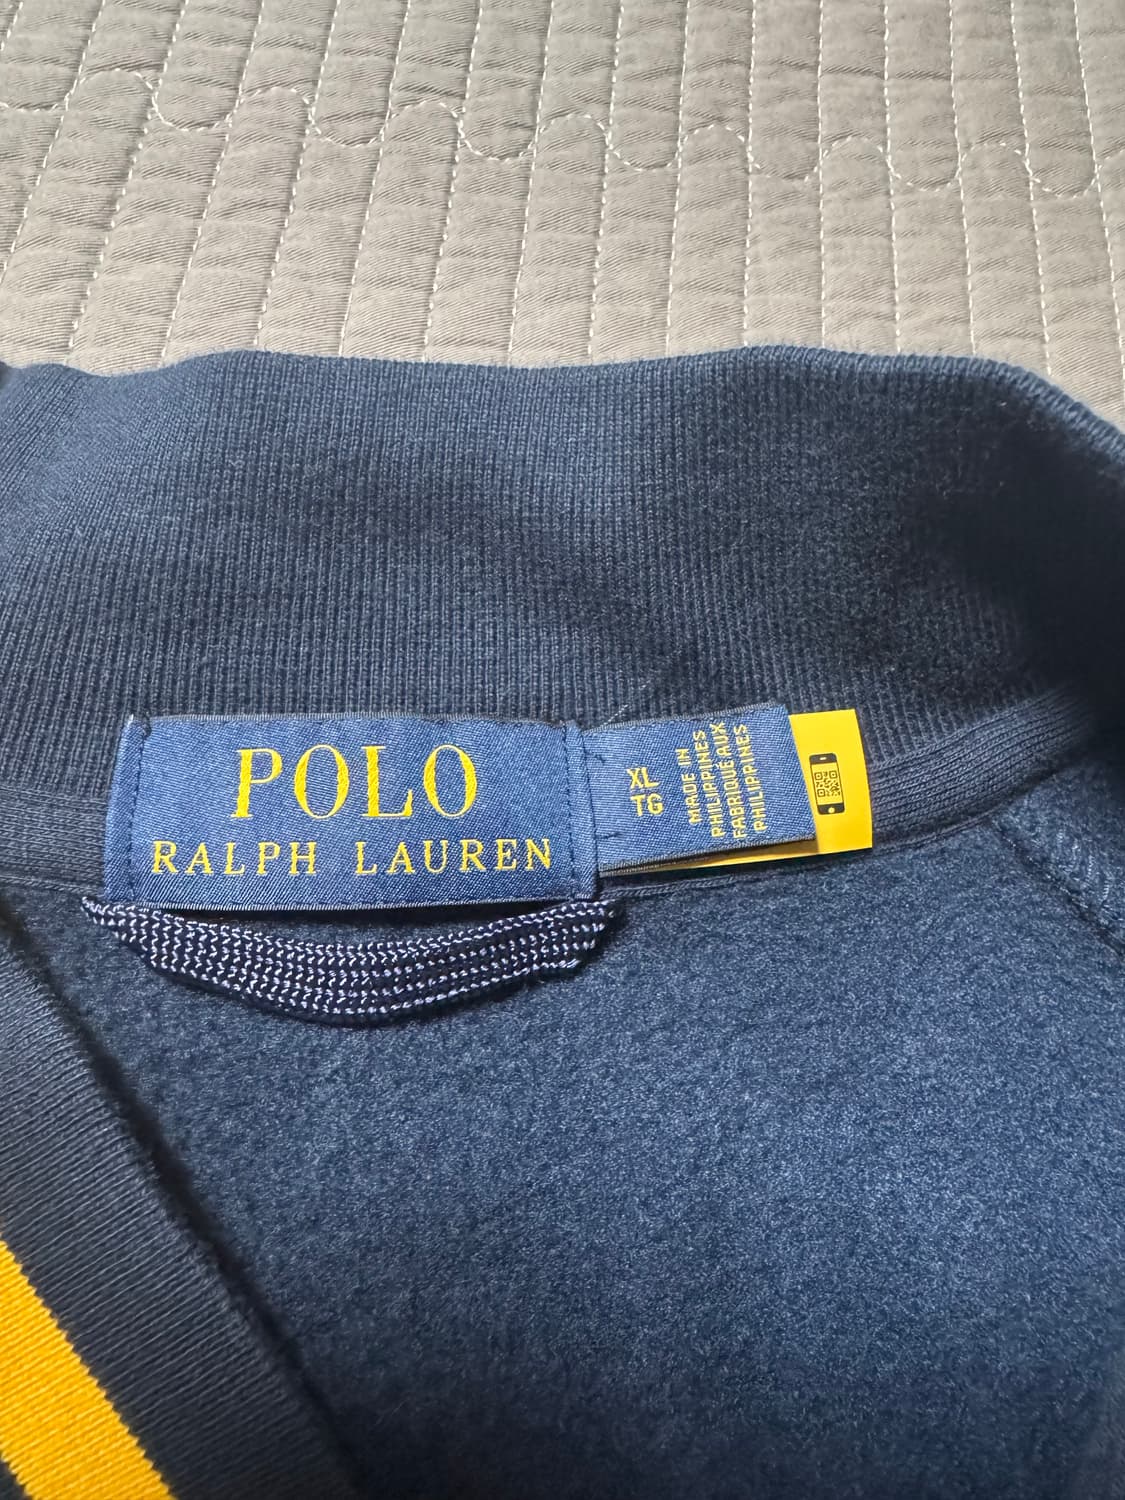 POLO
RALPH LAUREN
XL
TG
MADE IN
PHILIPPINES
FABRIQUÉ AUX
PHILIPPINES